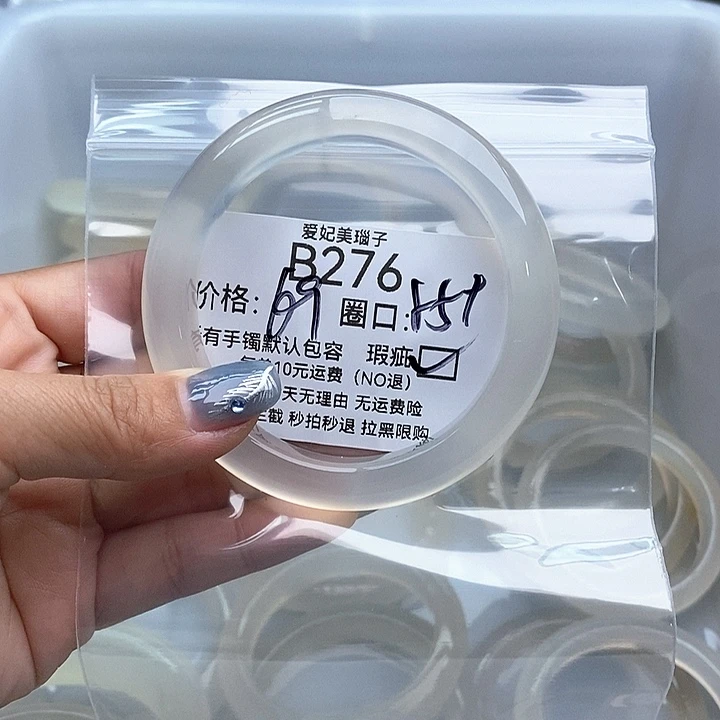 爱妃美瑙子
B276
价格: 69 圈口:
有手镯默认包容 瑕疵
10元运费（NO退）
天无理由 无运费险
三截 秒拍秒退 拉黑限购